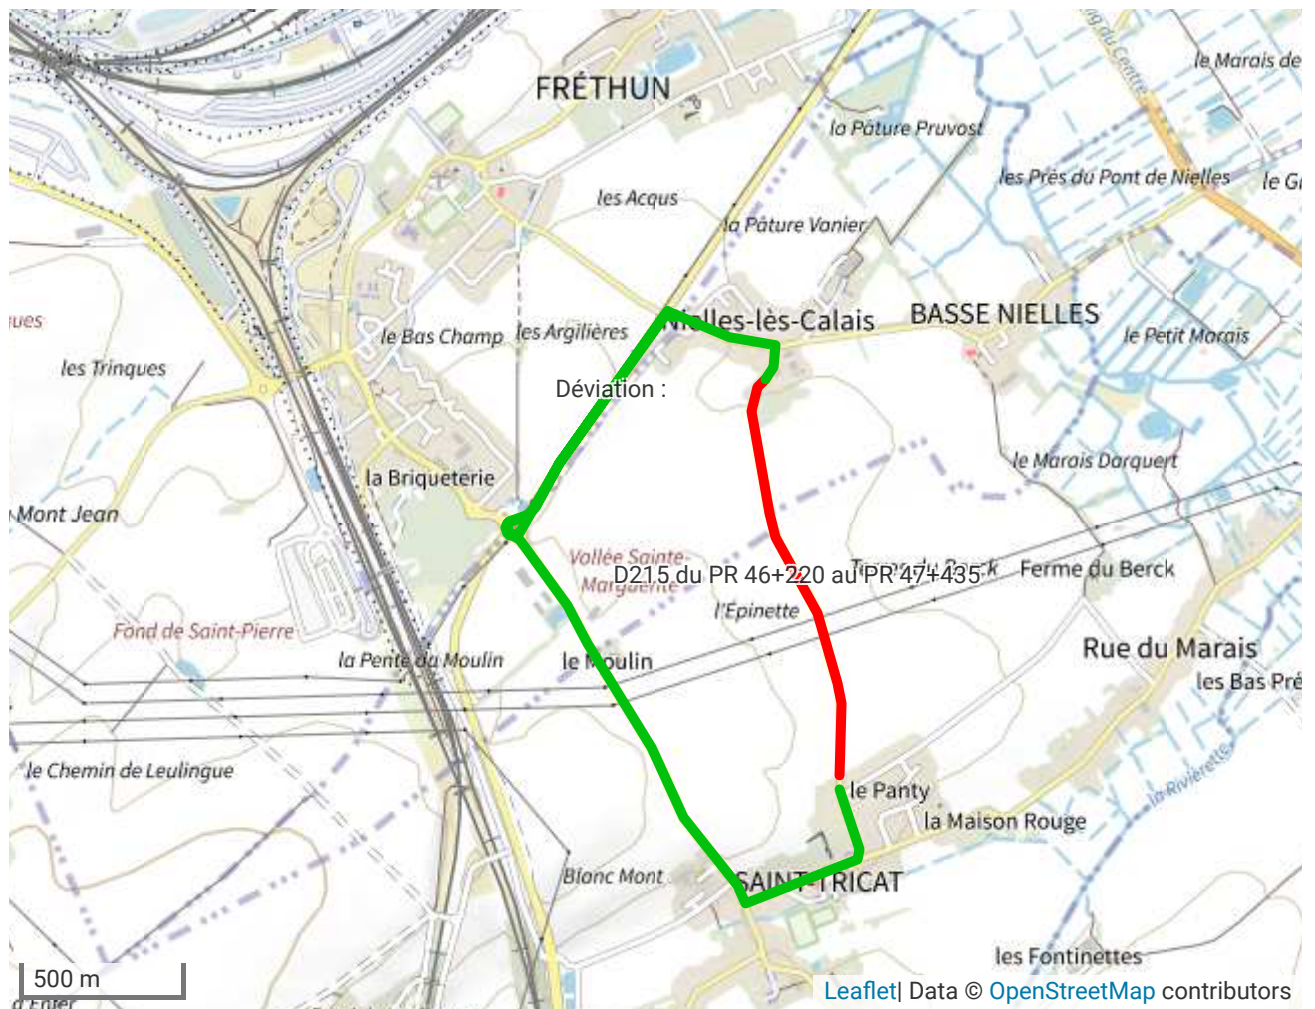 FRÉTHUN
le Marais de
la Pâture Pruvost
les Près du Pont de Nielles
le Gr
les Acqus
la Pâture Vanier
ues
le Bas Champ
les Argilières
Nielles-lès-Calais
BASSE NIELLES
le Petit Marais
les Trinques
Déviation :
la Briqueterie
le Marais Darquert
Mont Jean
Vallée Sainte-
Marguerite
D215 du PR 46+220 au PR 47+435
Ferme du Berck
l'Epinette
Fond de Saint-Pierre
la Pente du Moulin
le Moulin
Rue du Marais
les Bas Pré
le Chemin de Leulingue
la Rivièrette
le Panty
la Maison Rouge
Blanc Mont
SAINT-TRICAT
les Fontinettes
500 m
Leaflet| Data © OpenStreetMap contributors